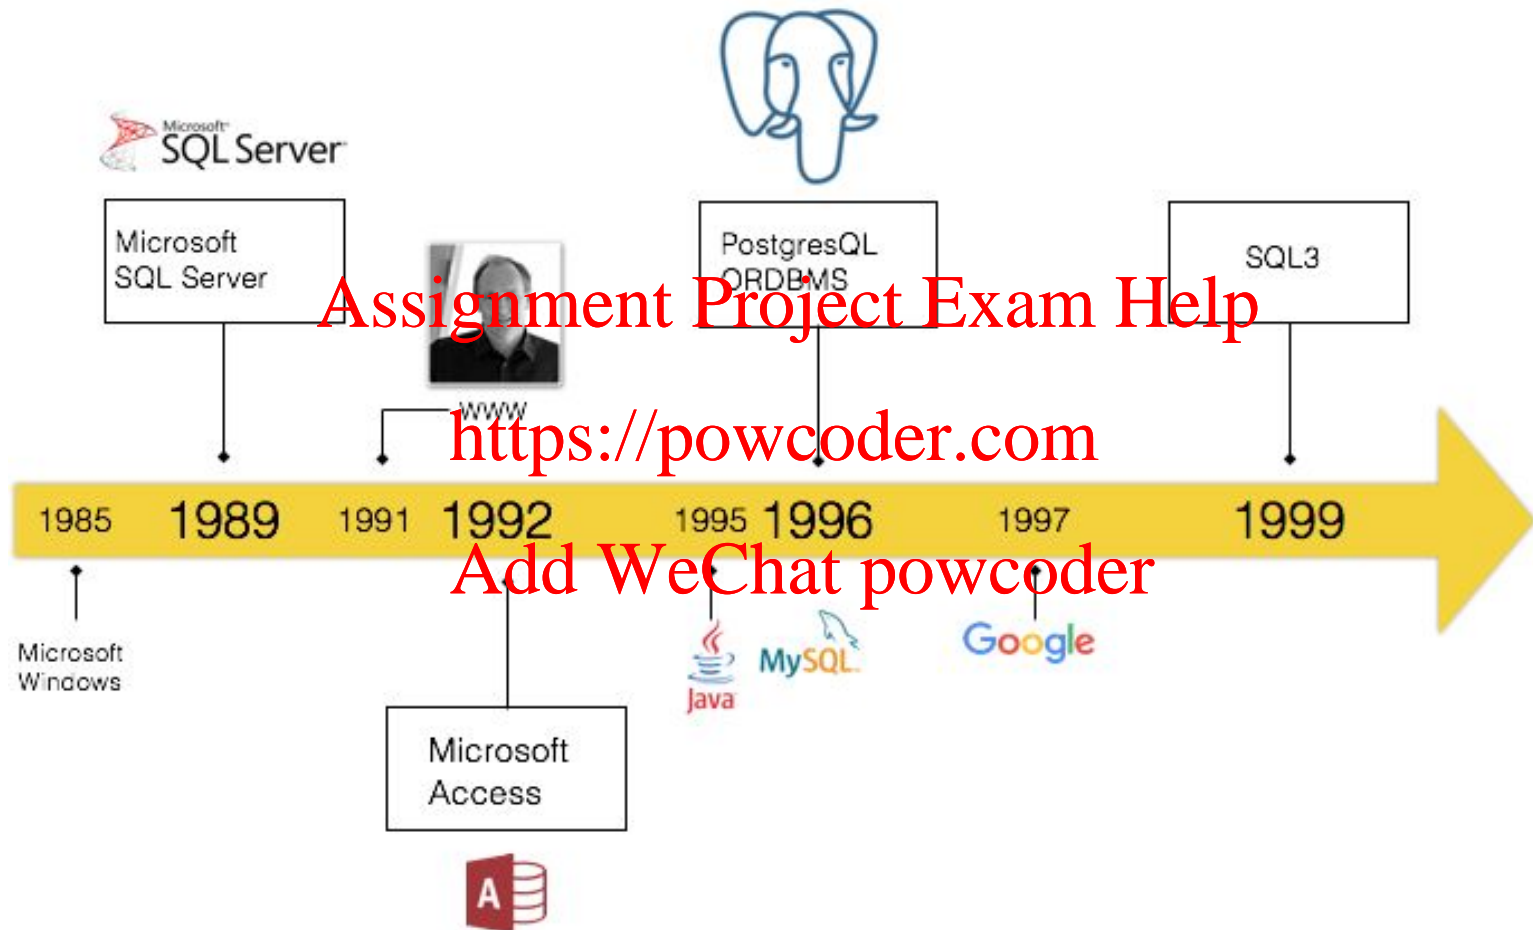 Microsoft
SQL Server
Microsoft
SQL Server
PostgresQL
ORDBMS
SQL3
Assignment Project Exam Help
WWW
https://powcoder.com
1985 1989 1991 1992 1995 1996 1997 1999
Add WeChat powcoder
Microsoft
Windows
Java
MySQL
Google
Microsoft
Access
A